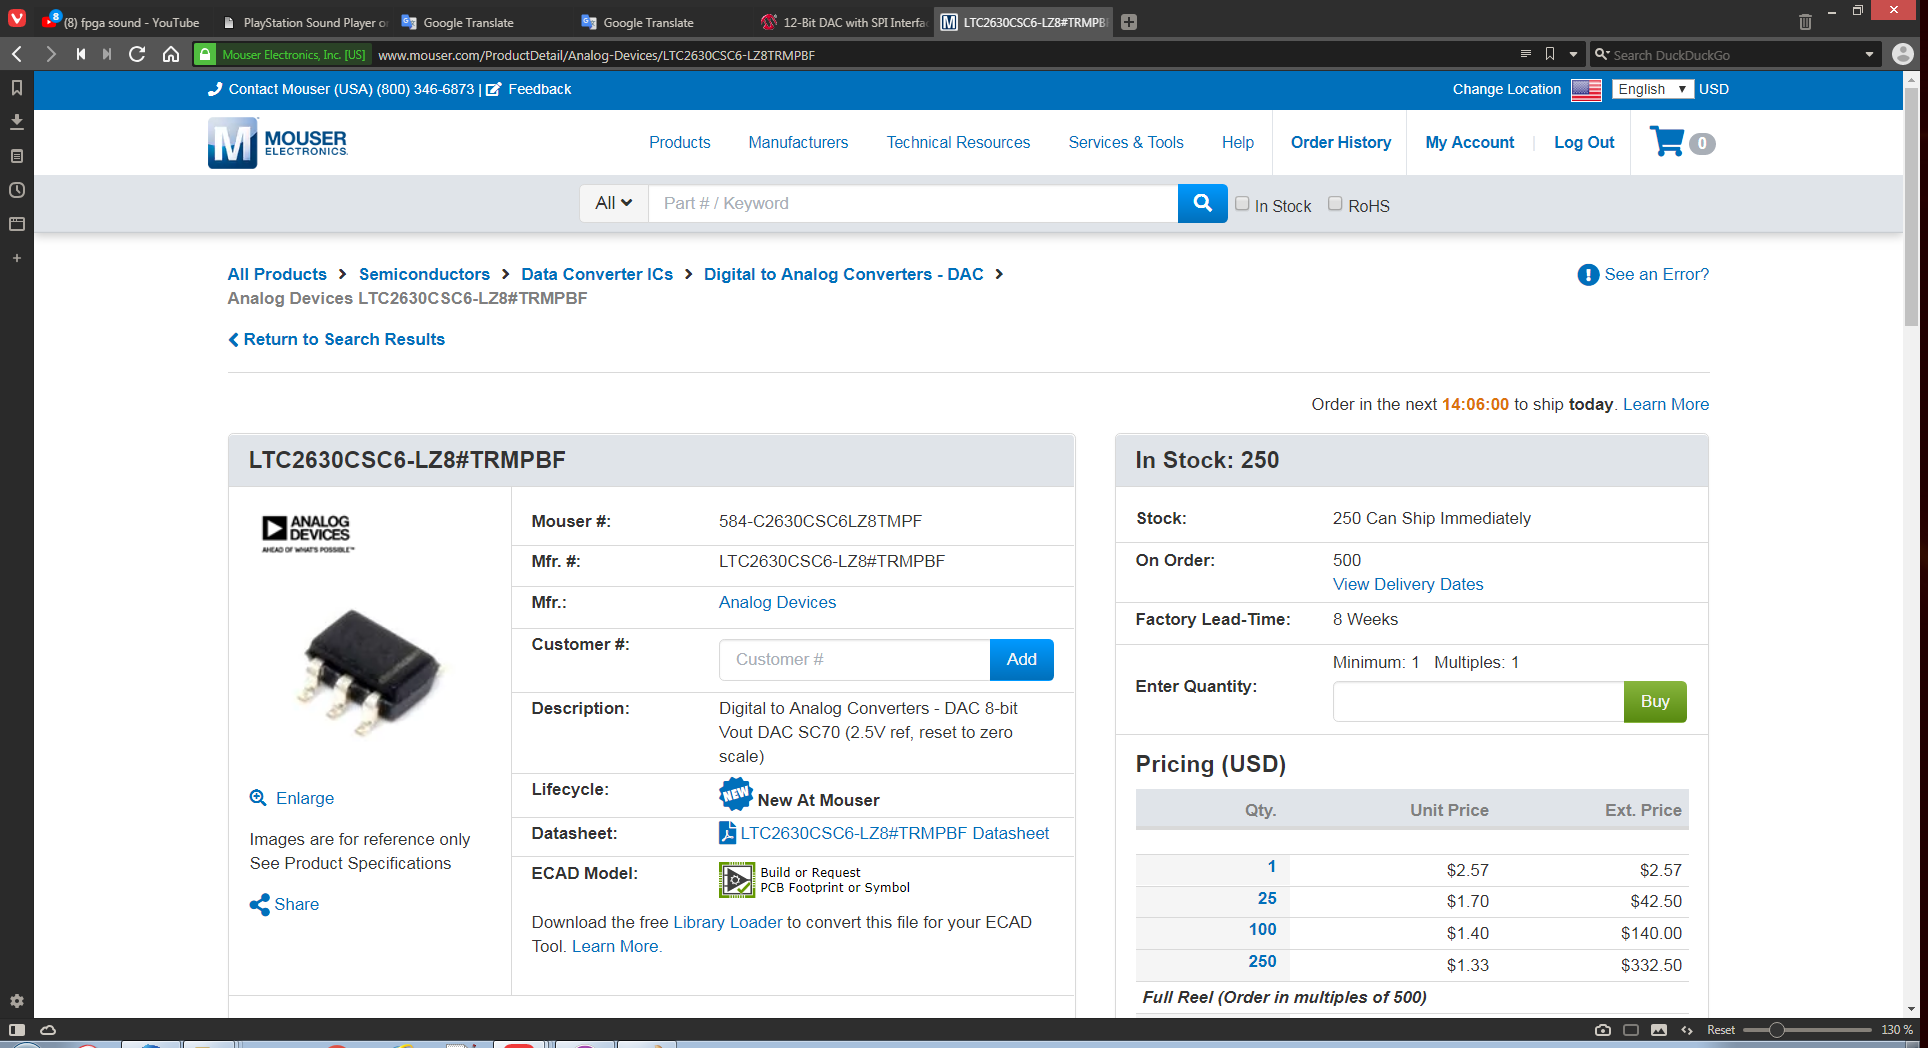 (8) fpga sound - YouTube
PlayStation Sound Player or
Google Translate
Google Translate
12-Bit DAC with SPI Interfa
LTC2630CSC6-LZ8#TRMPB
Mouser Electronics, Inc. [US]
www.mouser.com/ProductDetail/Analog-Devices/LTC2630CSC6-LZ8TRMPBF
Search DuckDuckGo
Contact Mouser (USA) (800) 346-6873 | Feedback
Change Location
English
USD
MOUSER
ELECTRONICS
Products
Manufacturers
Technical Resources
Services & Tools
Help
Order History
My Account
Log Out
0
All
Part # / Keyword
In Stock
RoHS
All Products > Semiconductors > Data Converter ICs > Digital to Analog Converters - DAC >
Analog Devices LTC2630CSC6-LZ8#TRMPBF
See an Error?
Return to Search Results
Order in the next 14:06:00 to ship today. Learn More
LTC2630CSC6-LZ8#TRMPBF
ANALOG
DEVICES
AHEAD OF WHAT'S POSSIBLE™
Enlarge
Images are for reference only
See Product Specifications
Share
Mouser #: 584-C2630CSC6LZ8TMPF
Mfr. #: LTC2630CSC6-LZ8#TRMPBF
Mfr.: Analog Devices
Customer #: Customer # Add
Description: Digital to Analog Converters - DAC 8-bit
Vout DAC SC70 (2.5V ref, reset to zero
scale)
Lifecycle: NEW New At Mouser
Datasheet: LTC2630CSC6-LZ8#TRMPBF Datasheet
ECAD Model: Build or Request
PCB Footprint or Symbol
Download the free Library Loader to convert this file for your ECAD
Tool. Learn More.
In Stock: 250
Stock: 250 Can Ship Immediately
On Order: 500
View Delivery Dates
Factory Lead-Time: 8 Weeks
Minimum: 1 Multiples: 1
Enter Quantity: Buy
Pricing (USD)
Qty. Unit Price Ext. Price
1 $2.57 $2.57
25 $1.70 $42.50
100 $1.40 $140.00
250 $1.33 $332.50
Full Reel (Order in multiples of 500)
Reset
130 %